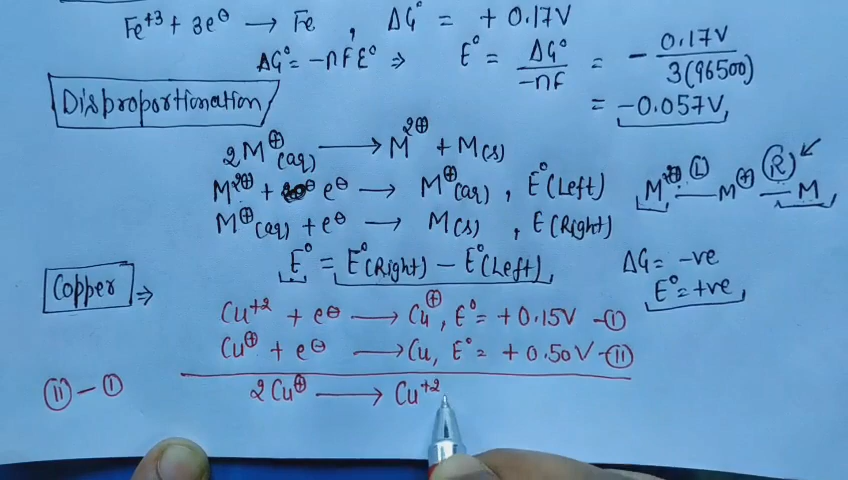 Fe⁺³ + 3e⊖ → Fe , ΔG° = + 0.17V
ΔG° = -nFE° ⇒ E° = ΔG°/-nF = - 0.17V/3(96500)
= -0.057V
Disproportionation
2M⊕(aq) → M²⊕ + M(s)
M²⊕ + e⊖ → M⊕(aq) , E°(Left)
M²⊕ Ⓛ — M⊕ Ⓡ — M
M⊕(aq) + e⊖ → M(s) , E(Right)
E° = E°(Right) - E°(Left)
ΔG = -ve
E° = +ve
Copper ⇒
Cu⁺² + e⊖ → Cu⊕, E° = +0.15V -Ⓘ
Cu⊕ + e⊖ → Cu, E° = + 0.50V -Ⓘ Ⓘ
Ⓘ Ⓘ - Ⓘ 2Cu⊕ → Cu⁺²